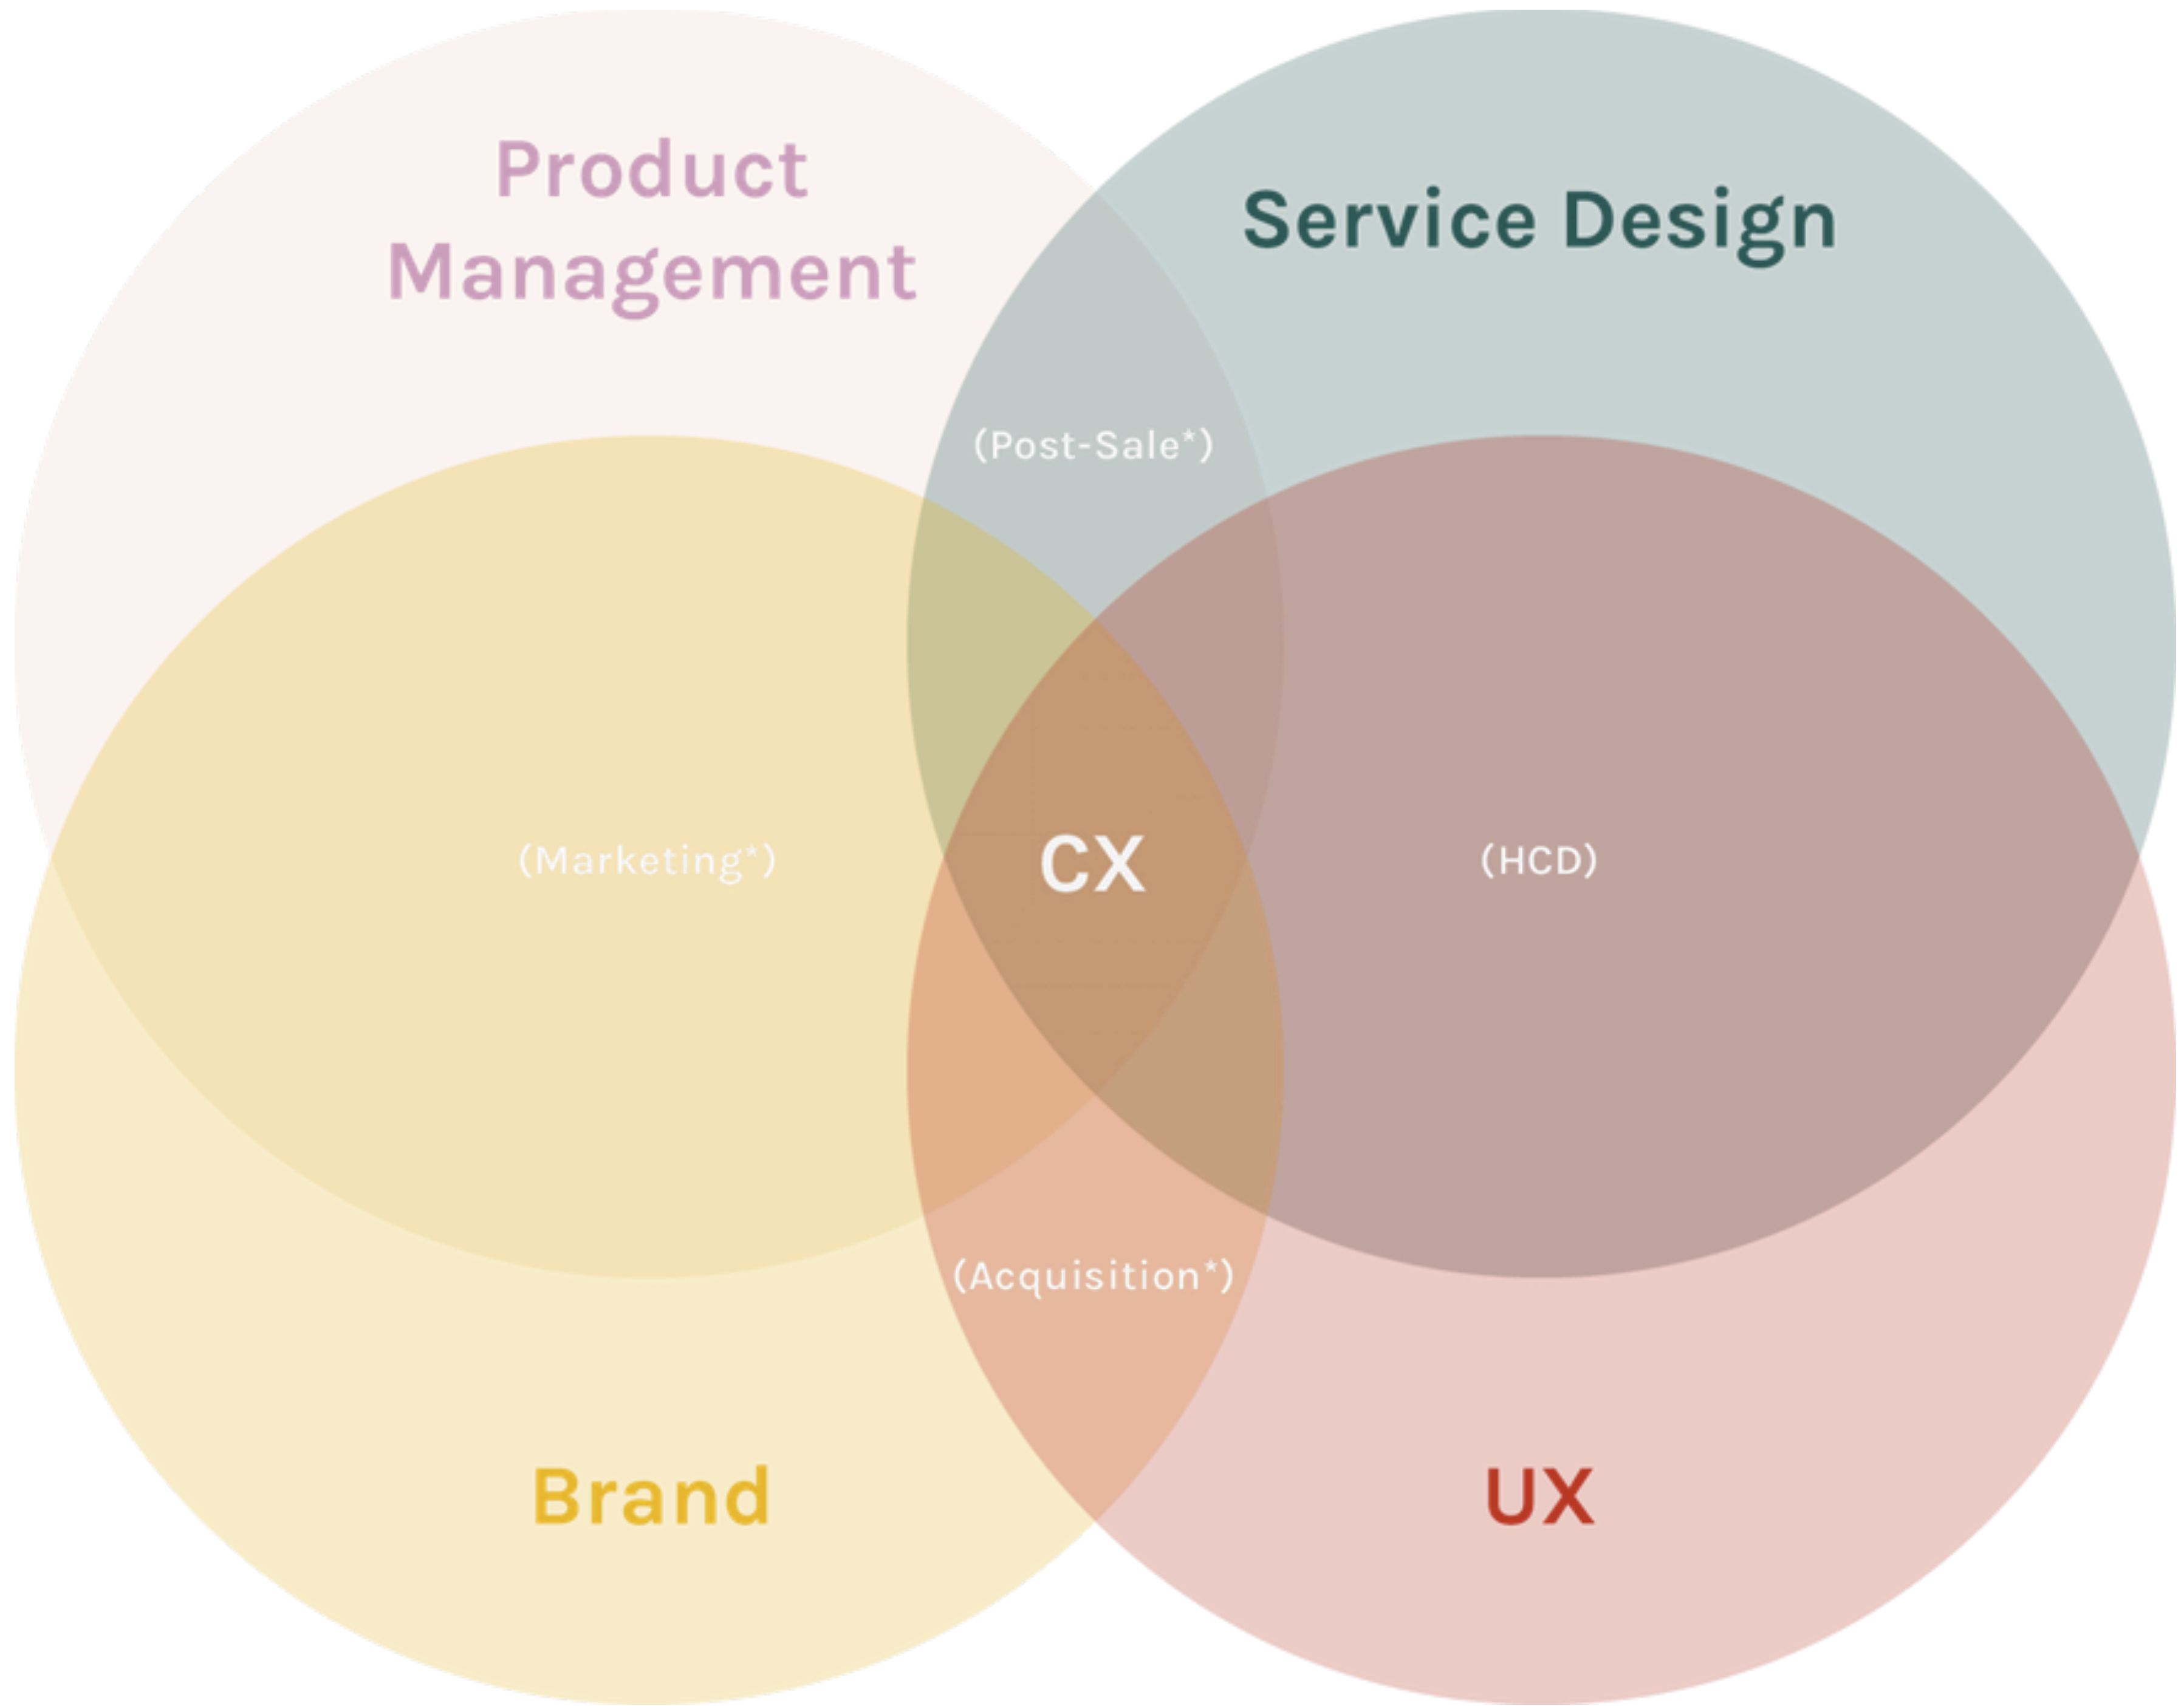 Product
Management
Service Design
(Post-Sale*)
(Marketing*)
CX
(HCD)
(Acquisition*)
Brand
UX